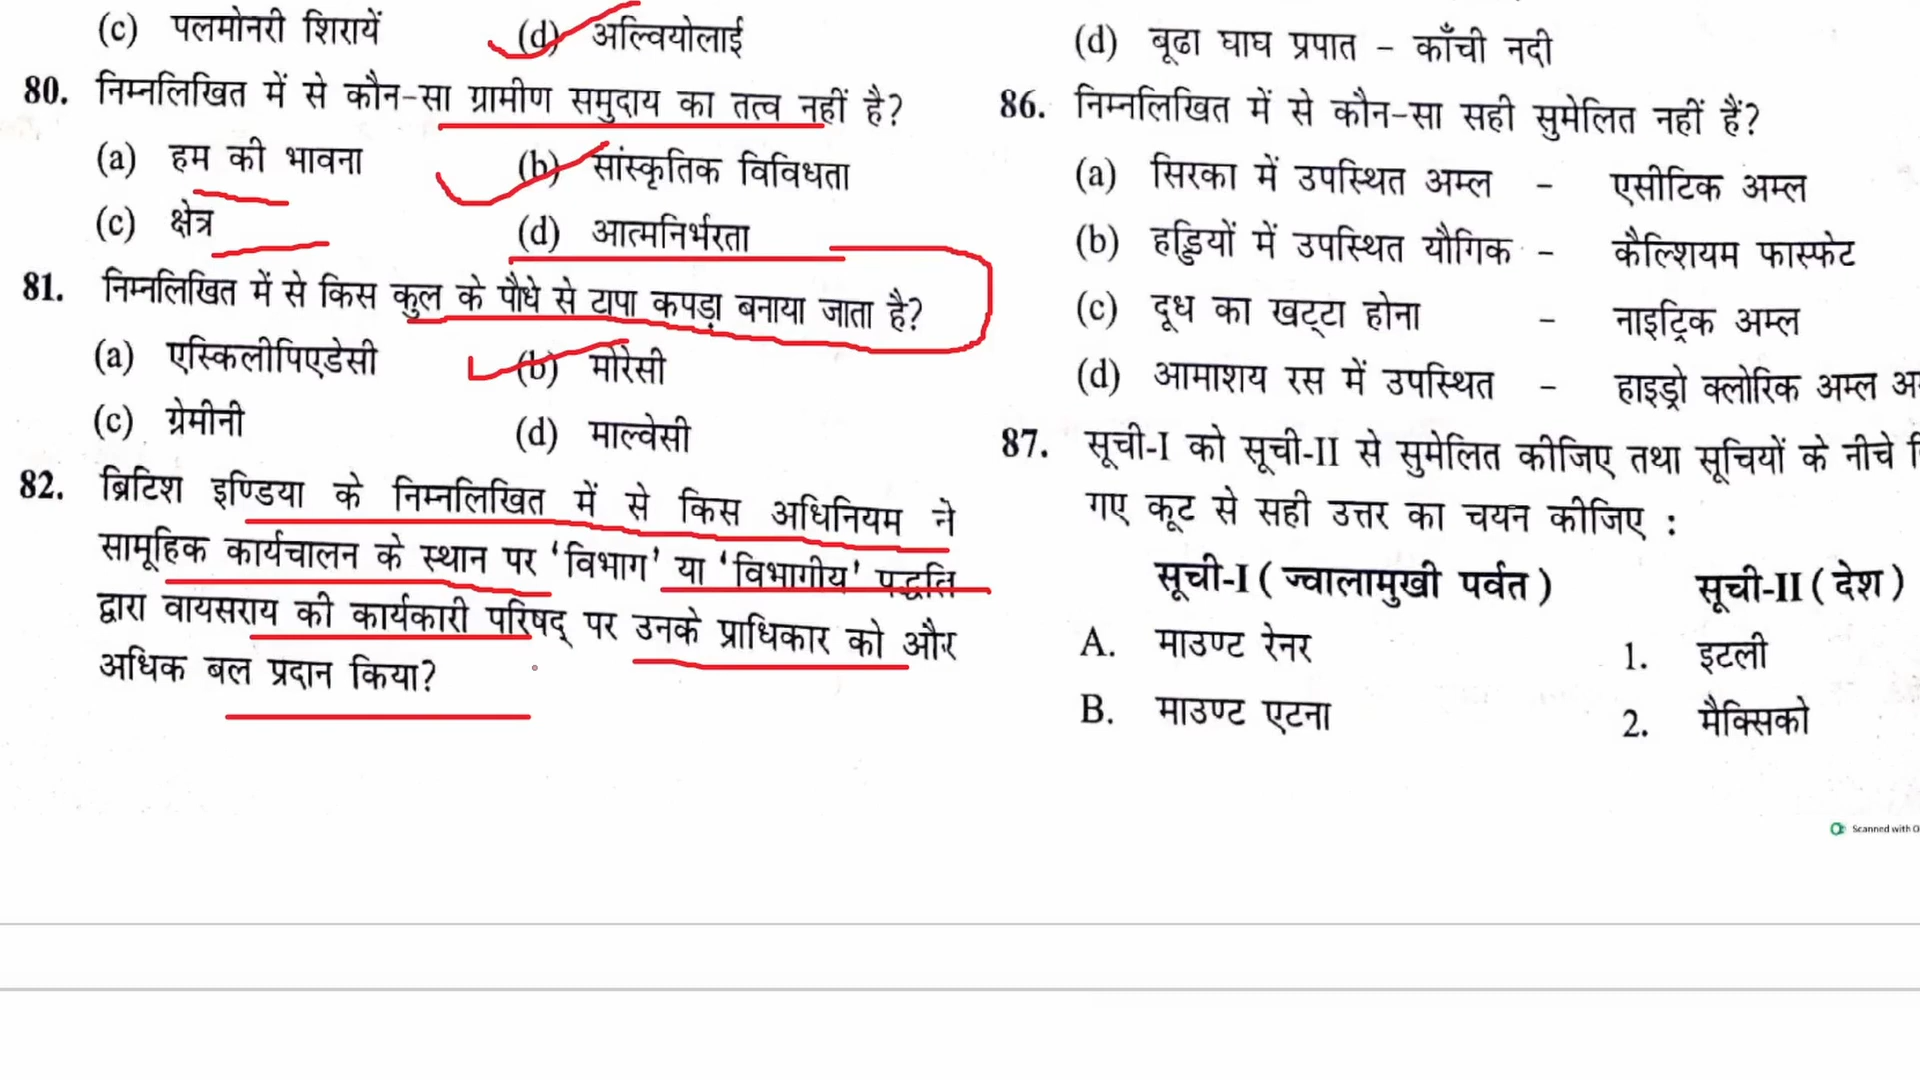 (c) पलमोनरी शिरायें (d) अल्वियोलाई
80. निम्नलिखित में से कौन-सा ग्रामीण समुदाय का तत्व नहीं है?
(a) हम की भावना (b) सांस्कृतिक विविधता
(c) क्षेत्र (d) आत्मनिर्भरता
81. निम्नलिखित में से किस कुल के पौधे से टापा कपड़ा बनाया जाता है?
(a) एस्किलीपिएडेसी (b) मोरेसी
(c) ग्रेमीनी (d) माल्वेसी
82. ब्रिटिश इण्डिया के निम्नलिखित में से किस अधिनियम ने
सामूहिक कार्यचालन के स्थान पर ‘विभाग’ या ‘विभागीय’ पद्धति
द्वारा वायसराय की कार्यकारी परिषद् पर उनके प्राधिकार को और
अधिक बल प्रदान किया?
(d) बूढा घाघ प्रपात – काँची नदी
86. निम्नलिखित में से कौन-सा सही सुमेलित नहीं हैं?
(a) सिरका में उपस्थित अम्ल – एसीटिक अम्ल
(b) हड्डियों में उपस्थित यौगिक – कैल्शियम फास्फेट
(c) दूध का खट्टा होना – नाइट्रिक अम्ल
(d) आमाशय रस में उपस्थित – हाइड्रो क्लोरिक अम्ल
87. सूची-I को सूची-II से सुमेलित कीजिए तथा सूचियों के नीचे
गए कूट से सही उत्तर का चयन कीजिए :
सूची-I ( ज्वालामुखी पर्वत ) सूची-II ( देश )
A. माउण्ट रेनर 1. इटली
B. माउण्ट एटना 2. मैक्सिको
Scanned with